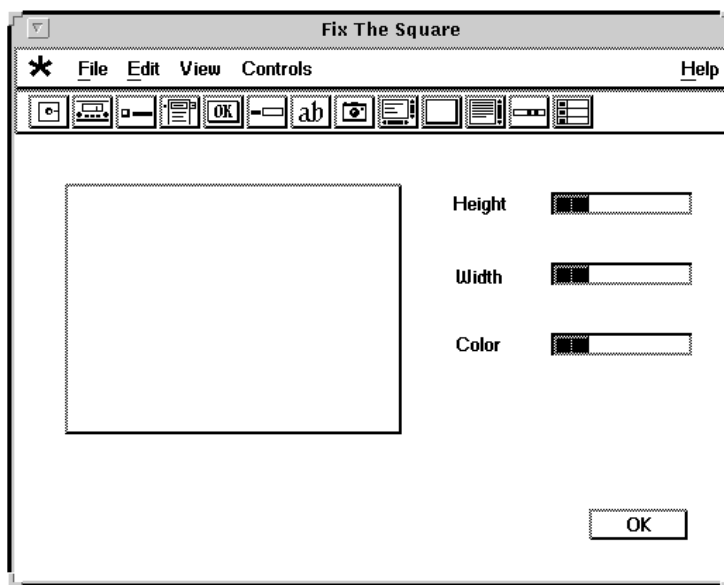 Fix The Square
File Edit View Controls Help
OK ab
Height
Width
Color
OK